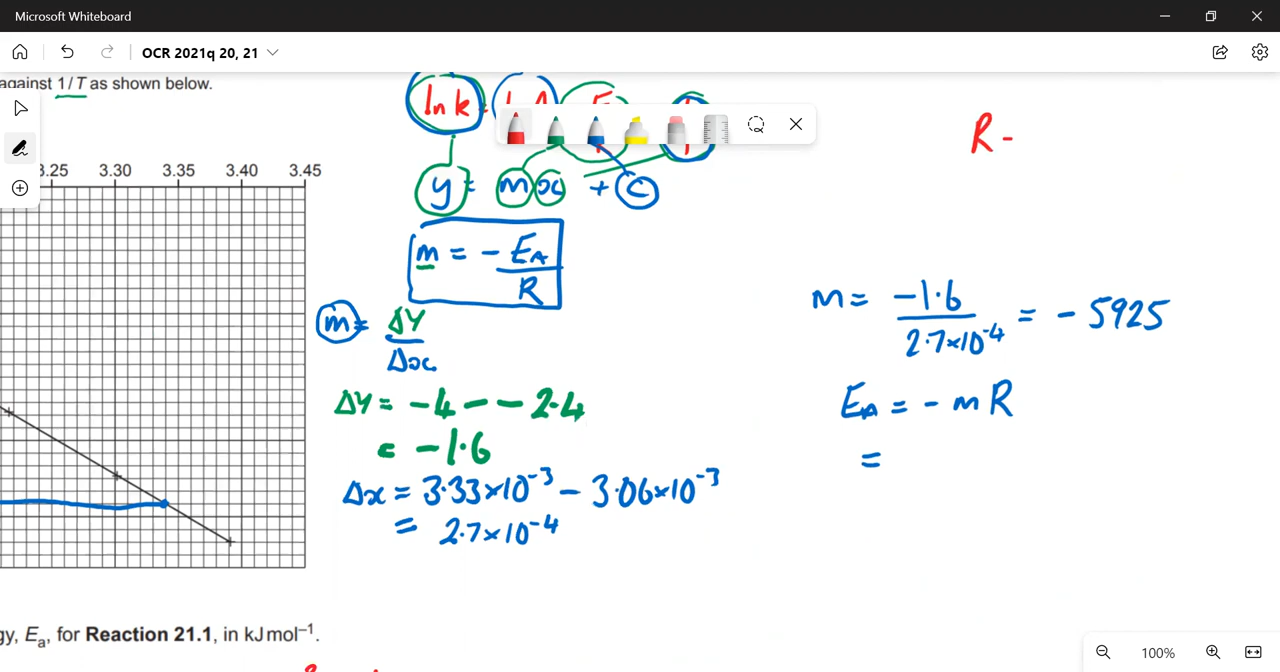 Microsoft Whiteboard
OCR 2021q 20, 21
against 1/T as shown below.
3.25 3.30 3.35 3.40 3.45
ln k
R -
y = mx + c
m = - EA / R
m = ΔY / Δx
ΔY = -4 - - 2.4
= -1.6
Δx = 3.33×10⁻³ - 3.06×10⁻³
= 2.7×10⁻⁴
m = -1.6 / 2.7×10⁻⁴ = - 5925
EA = - mR
=
gy, Ea, for Reaction 21.1, in kJ mol⁻¹.
100%